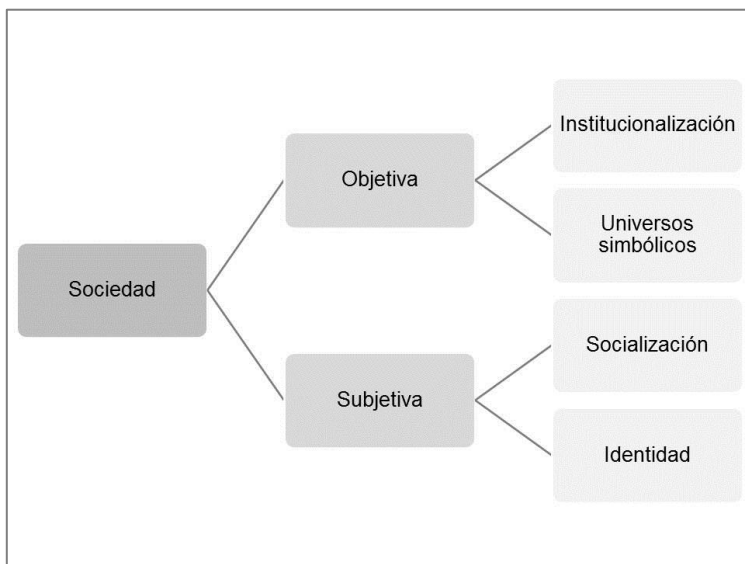 Sociedad
Objetiva
Institucionalización
Universos
simbólicos
Subjetiva
Socialización
Identidad